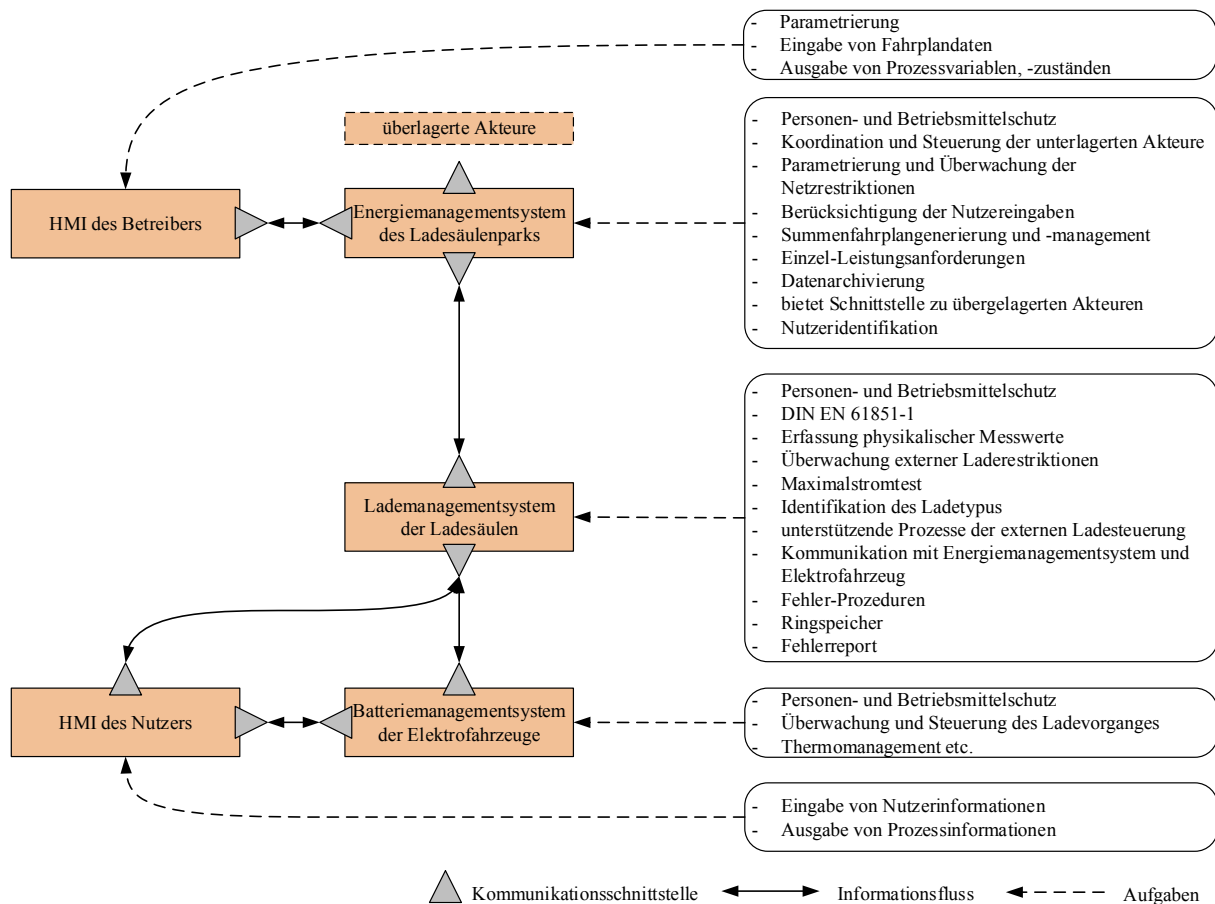 - Parametrierung
- Eingabe von Fahrplandaten
- Ausgabe von Prozessvariablen, -zuständen
überlagerte Akteure
HMI des Betreibers
Energiemanagementsystem
des Ladesäulenparks
- Personen- und Betriebsmittelschutz
- Koordination und Steuerung der unterlagerten Akteure
- Parametrierung und Überwachung der
Netzrestriktionen
- Berücksichtigung der Nutzereingaben
- Summenfahrplangenerierung und -management
- Einzel-Leistungsanforderungen
- Datenarchivierung
- bietet Schnittstelle zu übergelagerten Akteuren
- Nutzeridentifikation
Lademanagementsystem
der Ladesäulen
- Personen- und Betriebsmittelschutz
- DIN EN 61851-1
- Erfassung physikalischer Messwerte
- Überwachung externer Laderestriktionen
- Maximalstromtest
- Identifikation des Ladetypus
- unterstützende Prozesse der externen Ladesteuerung
- Kommunikation mit Energiemanagementsystem und
Elektrofahrzeug
- Fehler-Prozeduren
- Ringspeicher
- Fehlerreport
HMI des Nutzers
Batteriemanagementsystem
der Elektrofahrzeuge
- Personen- und Betriebsmittelschutz
- Überwachung und Steuerung des Ladevorganges
- Thermomanagement etc.
- Eingabe von Nutzerinformationen
- Ausgabe von Prozessinformationen
Kommunikationsschnittstelle
Informationsfluss
Aufgaben